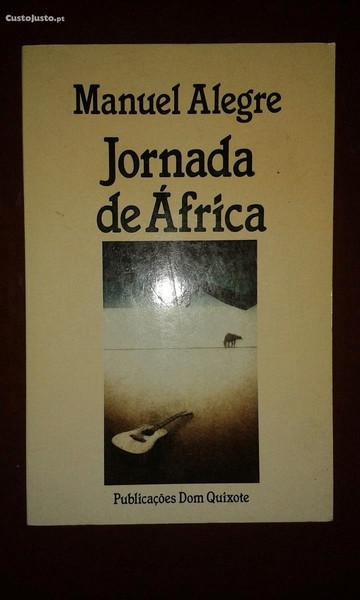 CustoJusto.pt
Manuel Alegre
Jornada
de África
Publicações Dom Quixote